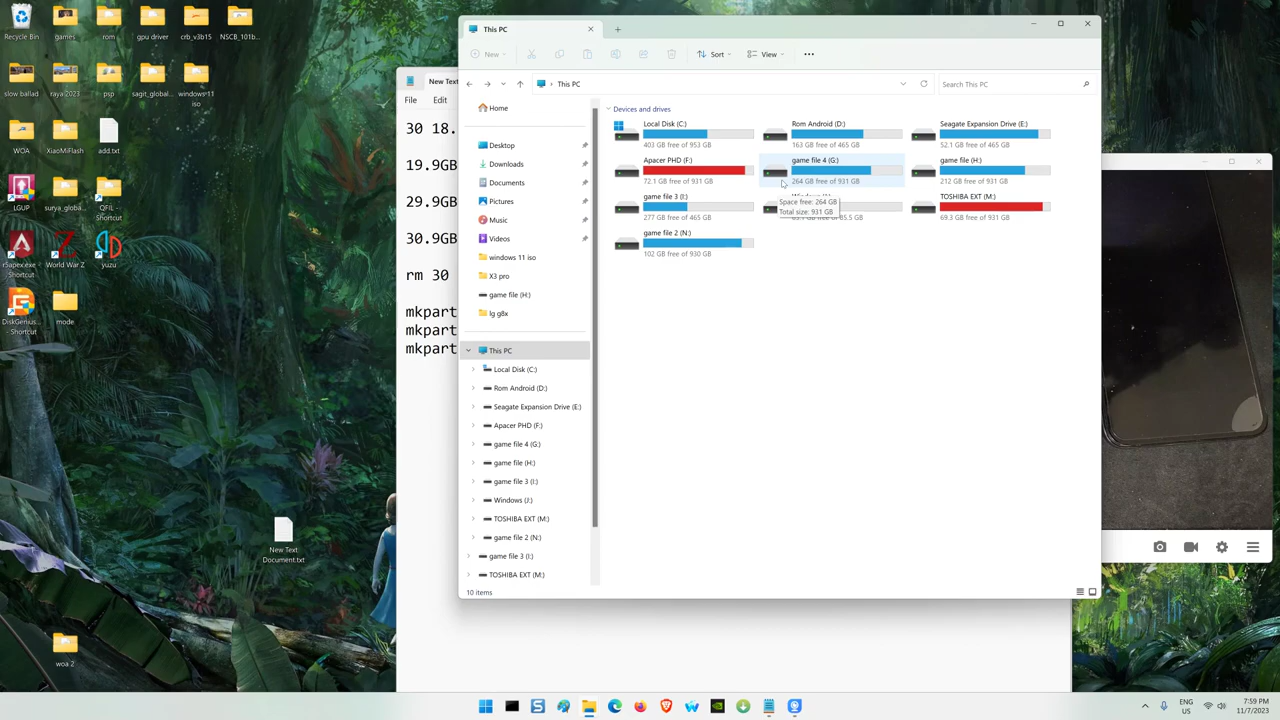 Recycle Bin
games
rom
gpu driver
crb_v3b15
NSCB_101b...
slow ballad
raya 2023
psp
sagit_global...
windows 11
iso
WOA
XiaoMiFlash
add.txt
LGUP
surya_globa...
QFIL -
Shortcut
r5apex.exe -
Shortcut
World War Z
yuzu
DiskGenius...
- Shortcut
mode
New Text
Document.txt
woa 2
New Text
File
Edit
30 18.
19.9GB
29.9GB
30.9GB
rm 30
mkpart
mkpart
mkpart
This PC
New
Sort
View
This PC
Search This PC
Home
Desktop
Downloads
Documents
Pictures
Music
Videos
windows 11 iso
X3 pro
game file (H:)
lg g8x
This PC
Local Disk (C:)
Rom Android (D:)
Seagate Expansion Drive (E:)
Apacer PHD (F:)
game file 4 (G:)
game file (H:)
game file 3 (I:)
Windows (J:)
TOSHIBA EXT (M:)
game file 2 (N:)
game file 3 (I:)
TOSHIBA EXT (M:)
10 items
Devices and drives
Local Disk (C:)
403 GB free of 953 GB
Rom Android (D:)
163 GB free of 465 GB
Seagate Expansion Drive (E:)
52.1 GB free of 465 GB
Apacer PHD (F:)
72.1 GB free of 931 GB
game file 4 (G:)
264 GB free of 931 GB
game file (H:)
212 GB free of 931 GB
game file 3 (I:)
277 GB free of 465 GB
Space free: 264 GB
Total size: 931 GB
TOSHIBA EXT (M:)
69.3 GB free of 931 GB
game file 2 (N:)
102 GB free of 930 GB
ENG
US
7:59 PM
11/7/2023